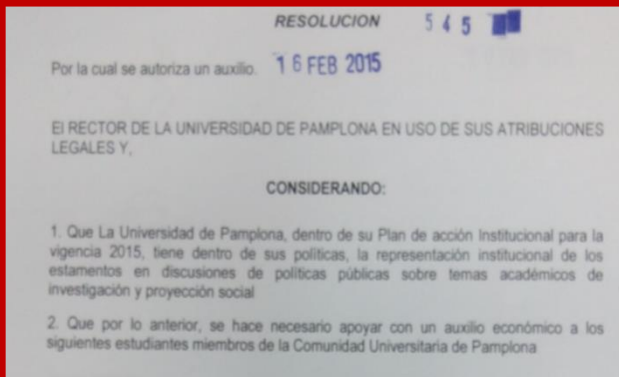 RESOLUCION 5 4 5
Por la cual se autoriza un auxilio. 16 FEB 2015
El RECTOR DE LA UNIVERSIDAD DE PAMPLONA EN USO DE SUS ATRIBUCIONES
LEGALES Y,
CONSIDERANDO:
1. Que La Universidad de Pamplona, dentro de su Plan de acción Institucional para la
vigencia 2015, tiene dentro de sus políticas, la representación institucional de los
estamentos en discusiones de políticas públicas sobre temas académicos de
investigación y proyección social
2. Que por lo anterior, se hace necesario apoyar con un auxilio económico a los
siguientes estudiantes miembros de la Comunidad Universitaria de Pamplona